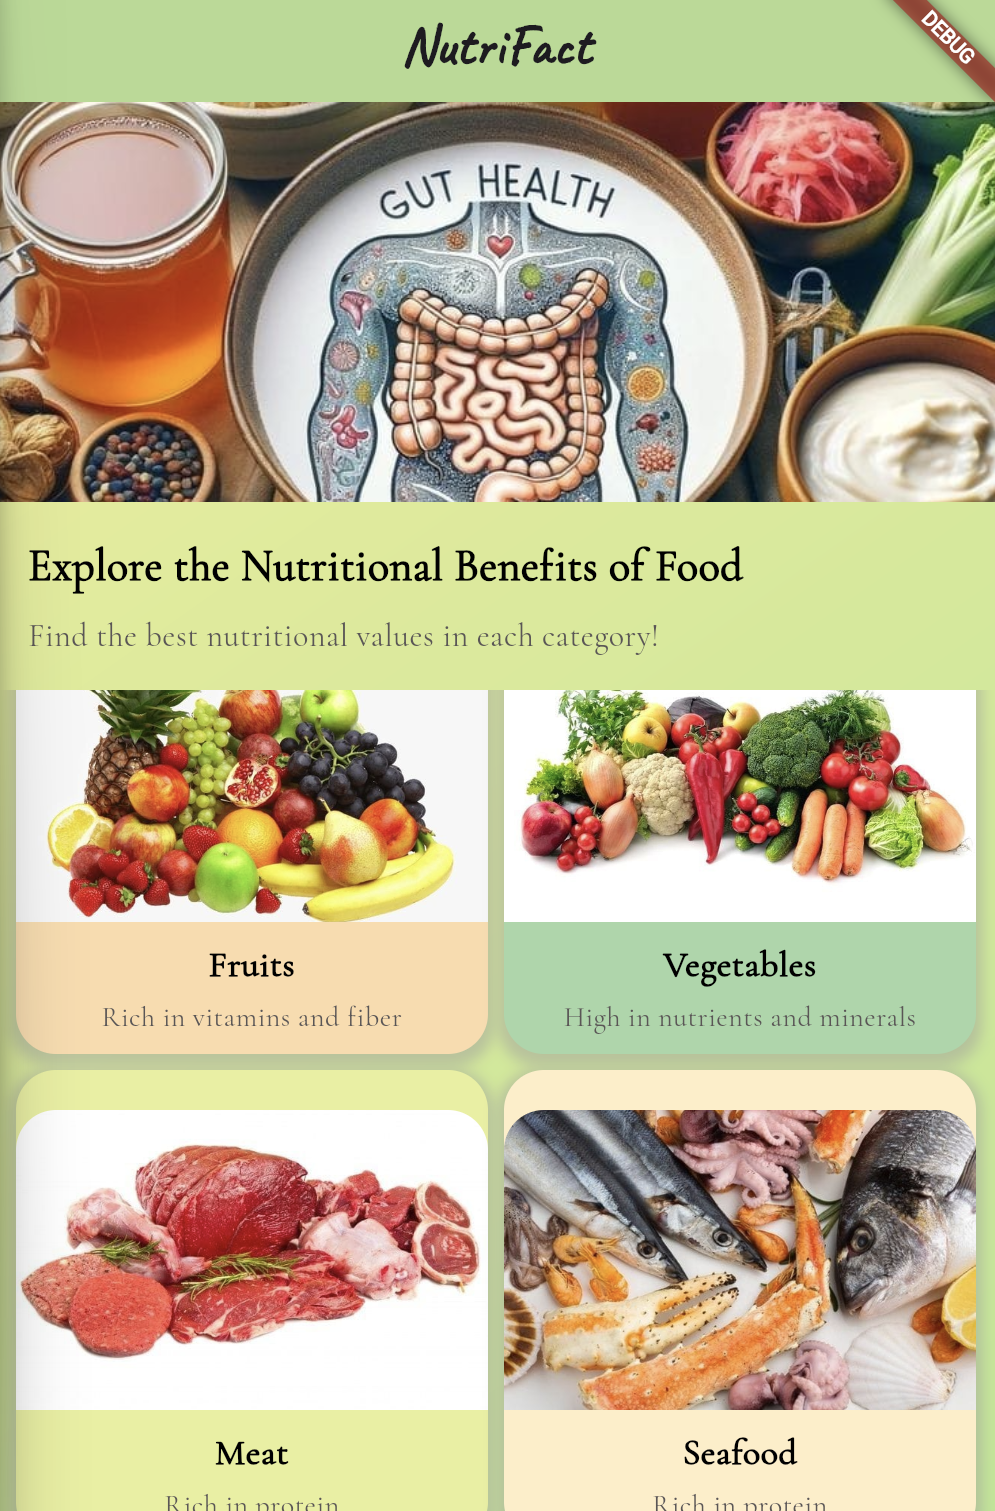 NutriFact
DEBUG
GUT HEALTH
Explore the Nutritional Benefits of Food
Find the best nutritional values in each category!
Fruits
Vegetables
Rich in vitamins and fiber
High in nutrients and minerals
Meat
Seafood
Rich in protein
Rich in protein